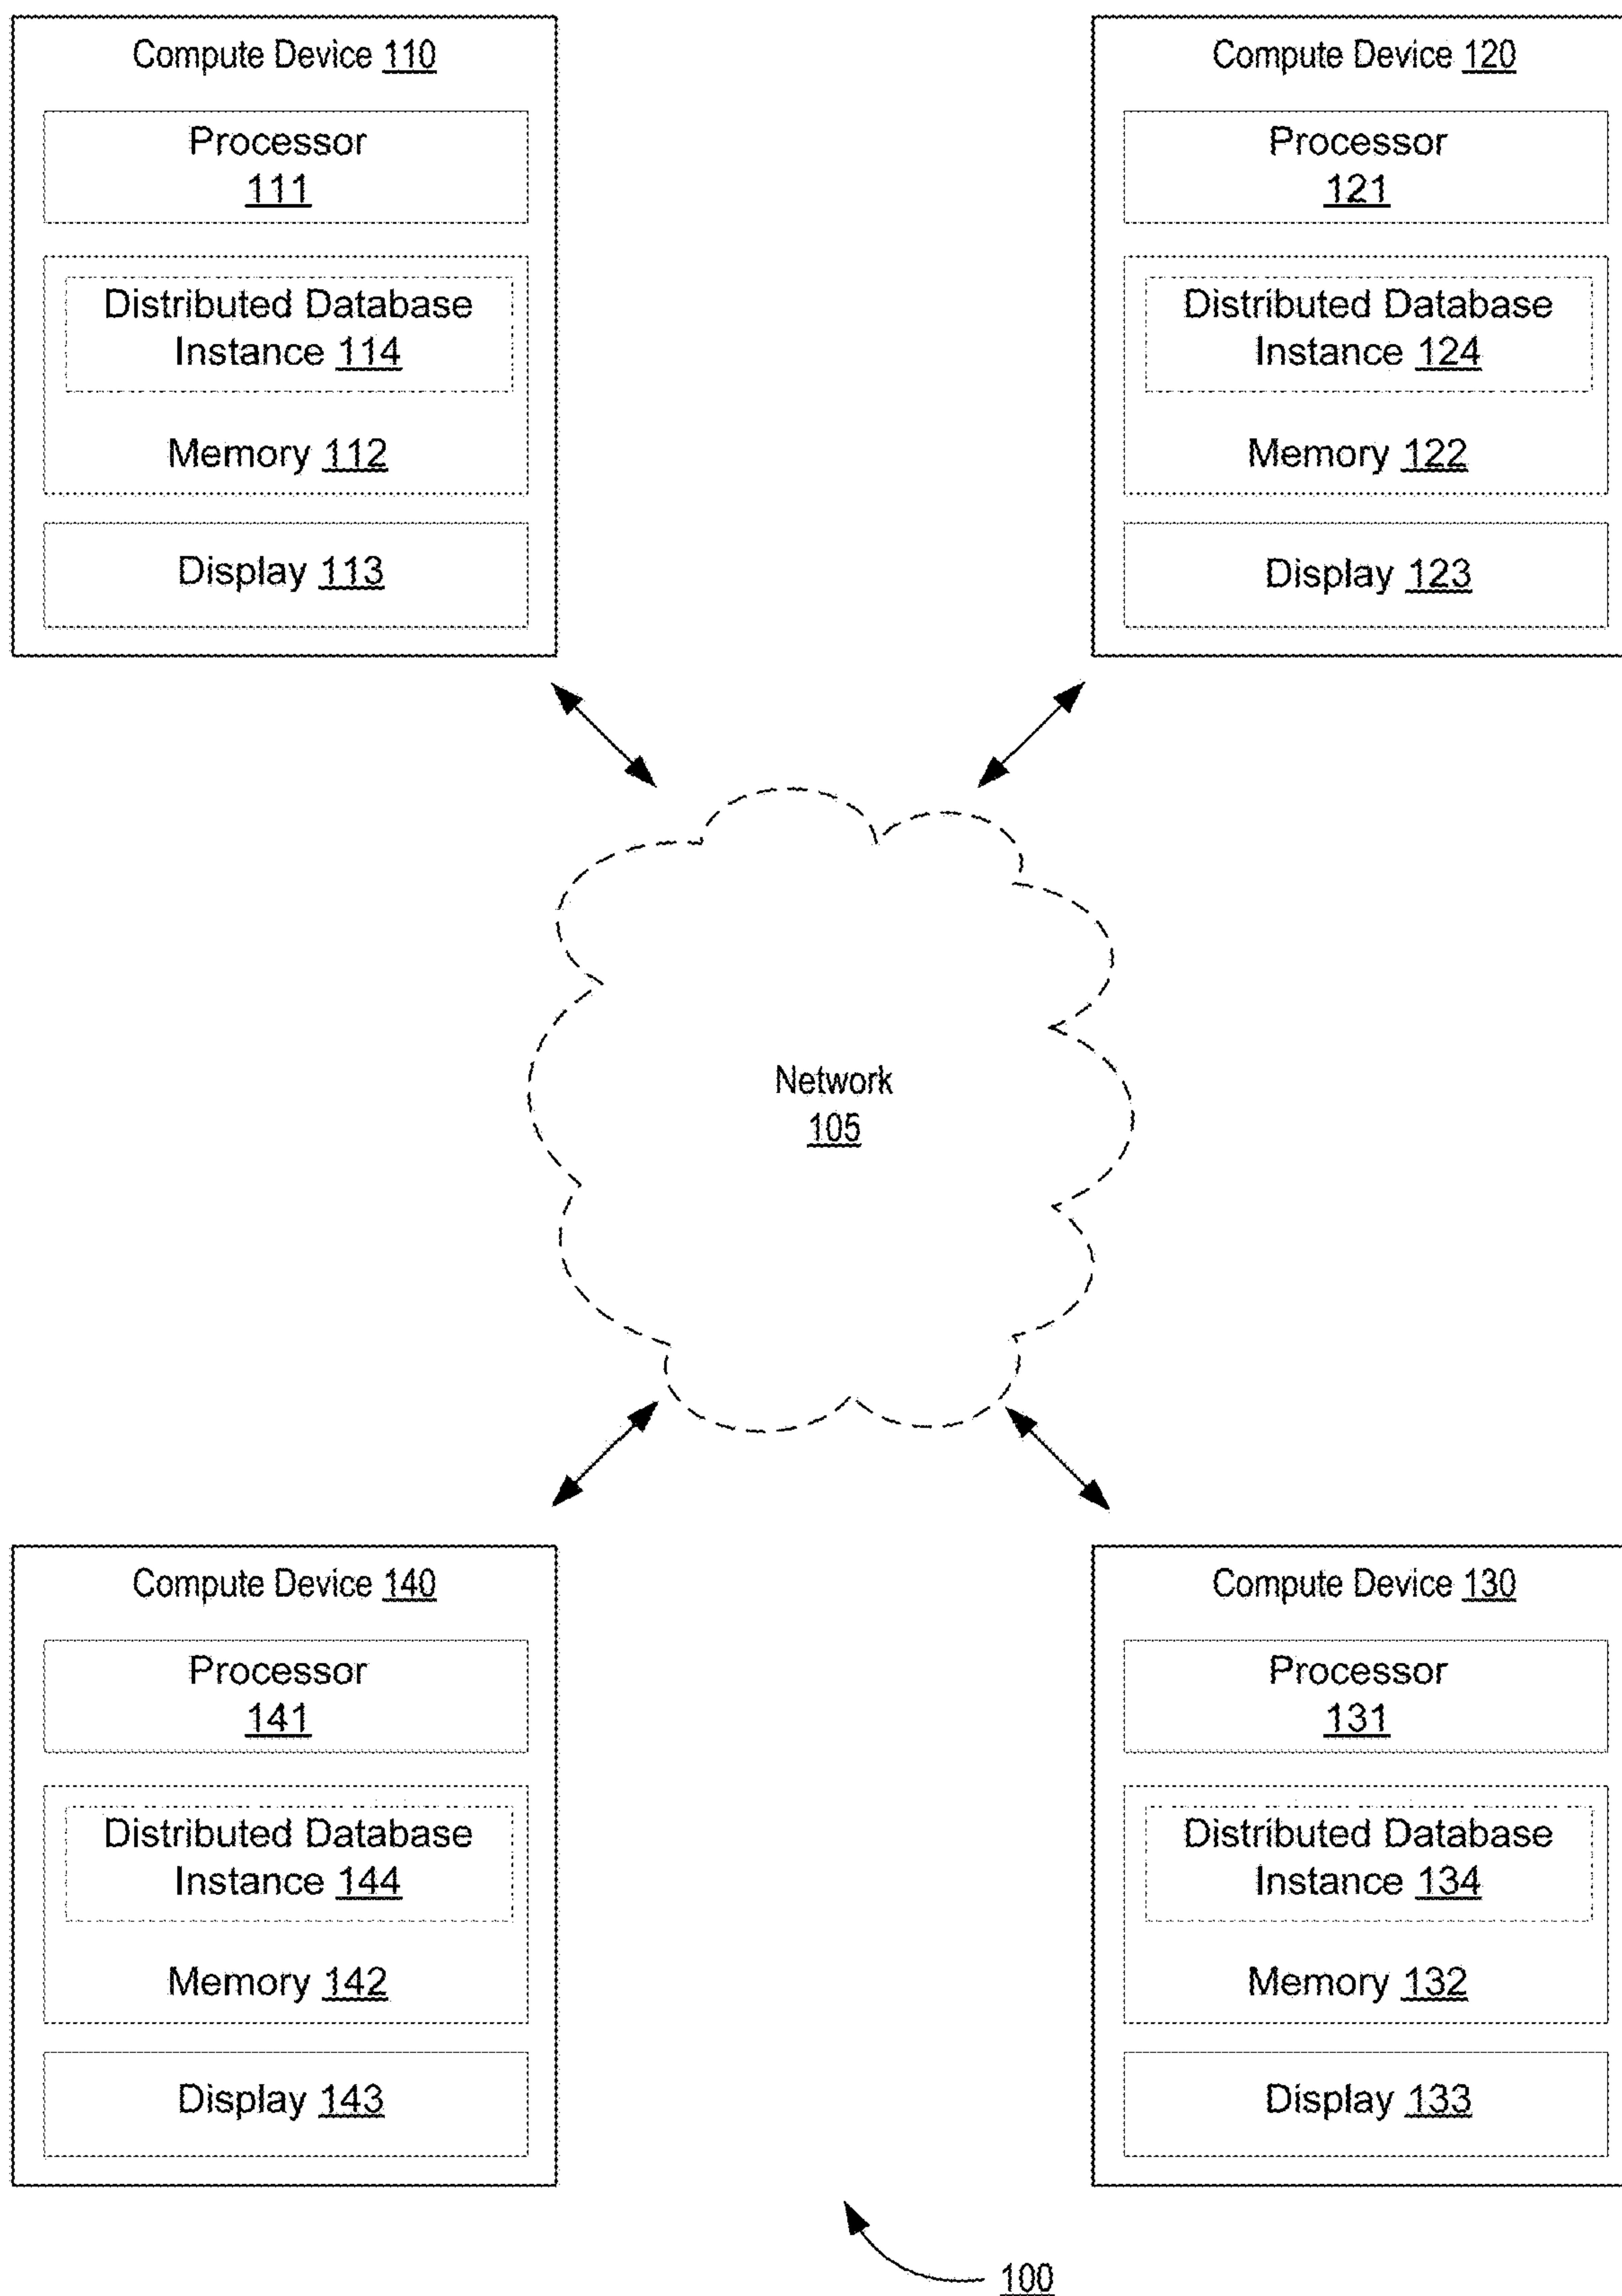 Compute Device 110
Processor
111
Distributed Database
Instance 114
Memory 112
Display 113
Compute Device 120
Processor
121
Distributed Database
Instance 124
Memory 122
Display 123
Network
105
Compute Device 140
Processor
141
Distributed Database
Instance 144
Memory 142
Display 143
Compute Device 130
Processor
131
Distributed Database
Instance 134
Memory 132
Display 133
100